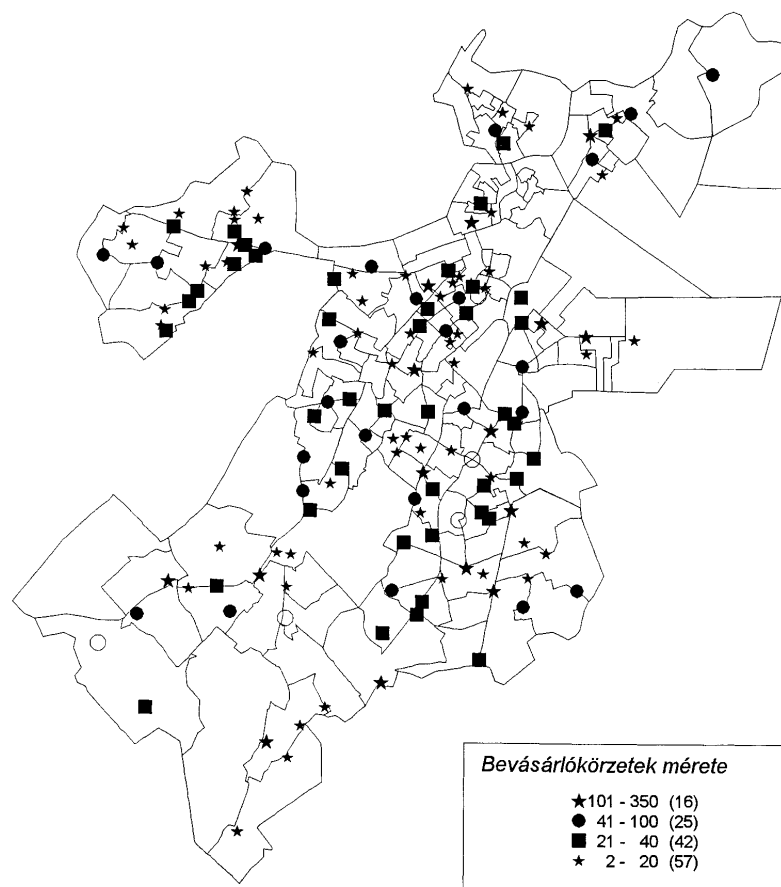 Bevásárlókörzetek mérete
101 - 350 (16)
41 - 100 (25)
21 - 40 (42)
2 - 20 (57)